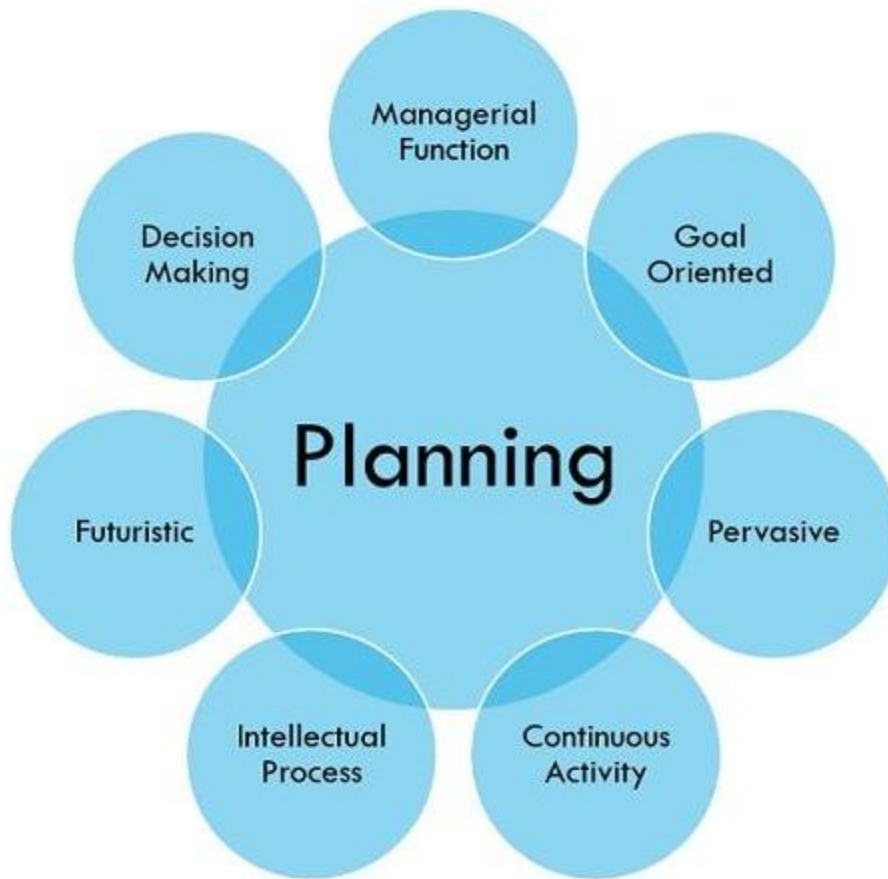 Managerial
Function
Decision
Making
Goal
Oriented
Planning
Futuristic
Pervasive
Intellectual
Process
Continuous
Activity